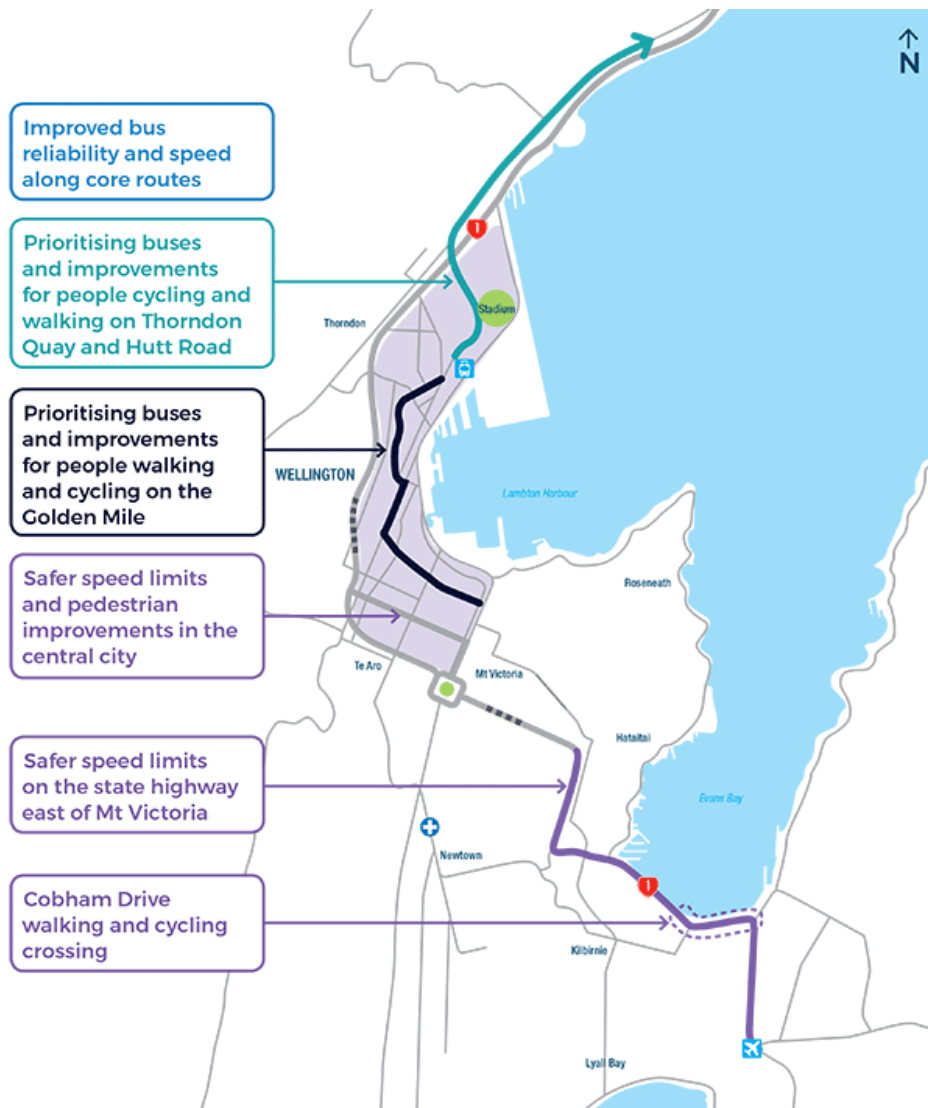 N
Improved bus
reliability and speed
along core routes
Prioritising buses
and improvements
for people cycling and
walking on Thorndon
Quay and Hutt Road
1
Stadium
Thorndon
Prioritising buses
and improvements
for people walking
and cycling on the
Golden Mile
WELLINGTON
Lambton Harbour
Safer speed limits
and pedestrian
improvements in the
central city
Roseneath
Te Aro
Mt Victoria
Hataitai
Safer speed limits
on the state highway
east of Mt Victoria
Evans Bay
Newtown
Cobham Drive
walking and cycling
crossing
1
Kilbirnie
Lyall Bay